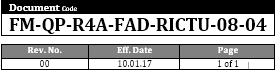 Document Code
FM-QP-R4A-FAD-RICTU-08-04
Rev. No. Eff. Date Page
00 10.01.17 1 of 1